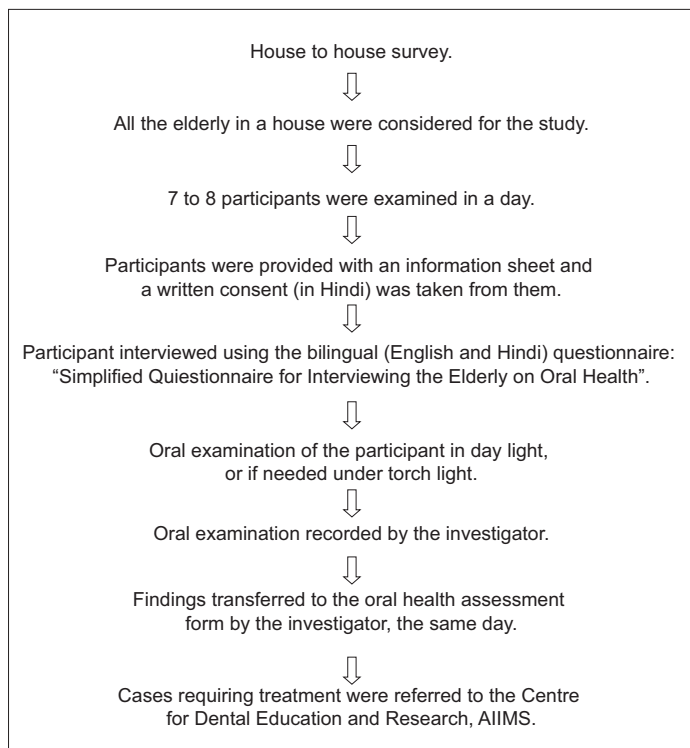 House to house survey.
All the elderly in a house were considered for the study.
7 to 8 participants were examined in a day.
Participants were provided with an information sheet and
a written consent (in Hindi) was taken from them.
Participant interviewed using the bilingual (English and Hindi) questionnaire:
“Simplified Quiestionnaire for Interviewing the Elderly on Oral Health”.
Oral examination of the participant in day light,
or if needed under torch light.
Oral examination recorded by the investigator.
Findings transferred to the oral health assessment
form by the investigator, the same day.
Cases requiring treatment were referred to the Centre
for Dental Education and Research, AIIMS.